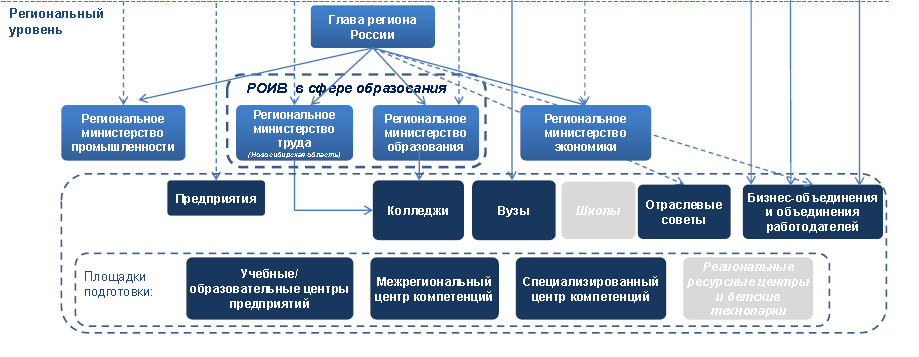 Региональный
уровень
Глава региона
России
РОИВ в сфере образования
Региональное
министерство
промышленности
Региональное
министерство
труда
(Новосибирская область)
Региональное
министерство
образования
Региональное
министерство
экономики
Предприятия
Колледжи
Вузы
Школы
Отраслевые
советы
Бизнес-объединения
и объединения
работодателей
Площадки
подготовки:
Учебные/
образовательные центры
предприятий
Межрегиональный
центр компетенций
Специализированный
центр компетенций
Региональные
ресурсные центры
и детские
технопарки